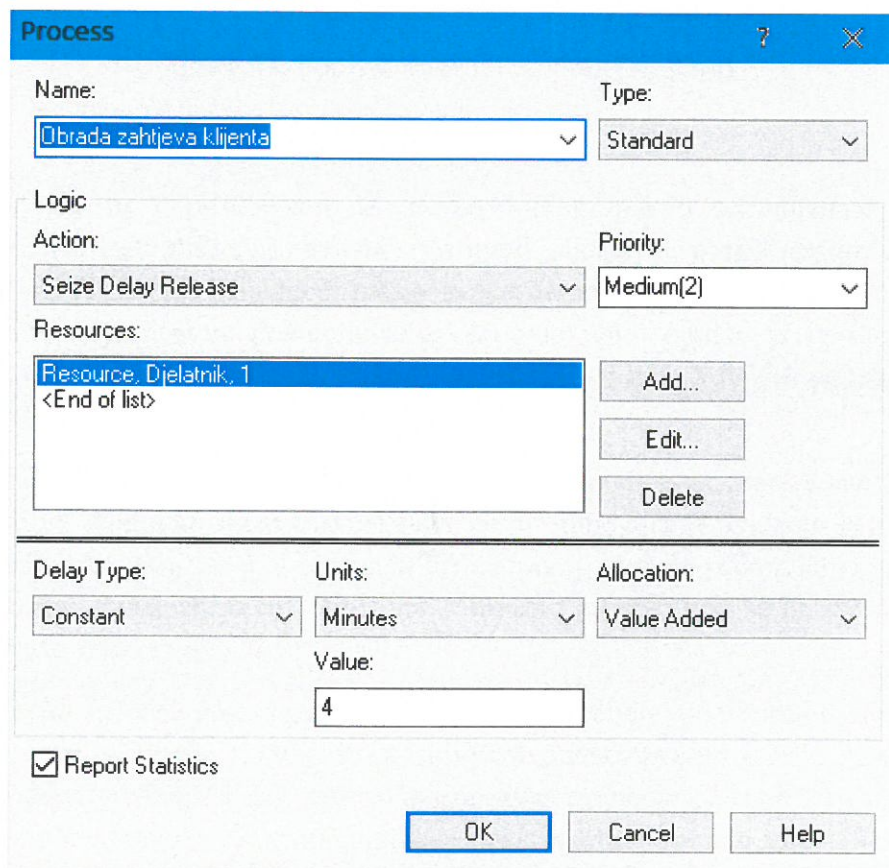 Process
Name:
Type:
Obrada zahtjeva klijenta
Standard
Logic
Action:
Priority:
Seize Delay Release
Medium(2)
Resources:
Resource, Djelatnik, 1
<End of list>
Add...
Edit...
Delete
Delay Type:
Units:
Allocation:
Constant
Minutes
Value Added
Value:
4
Report Statistics
OK
Cancel
Help